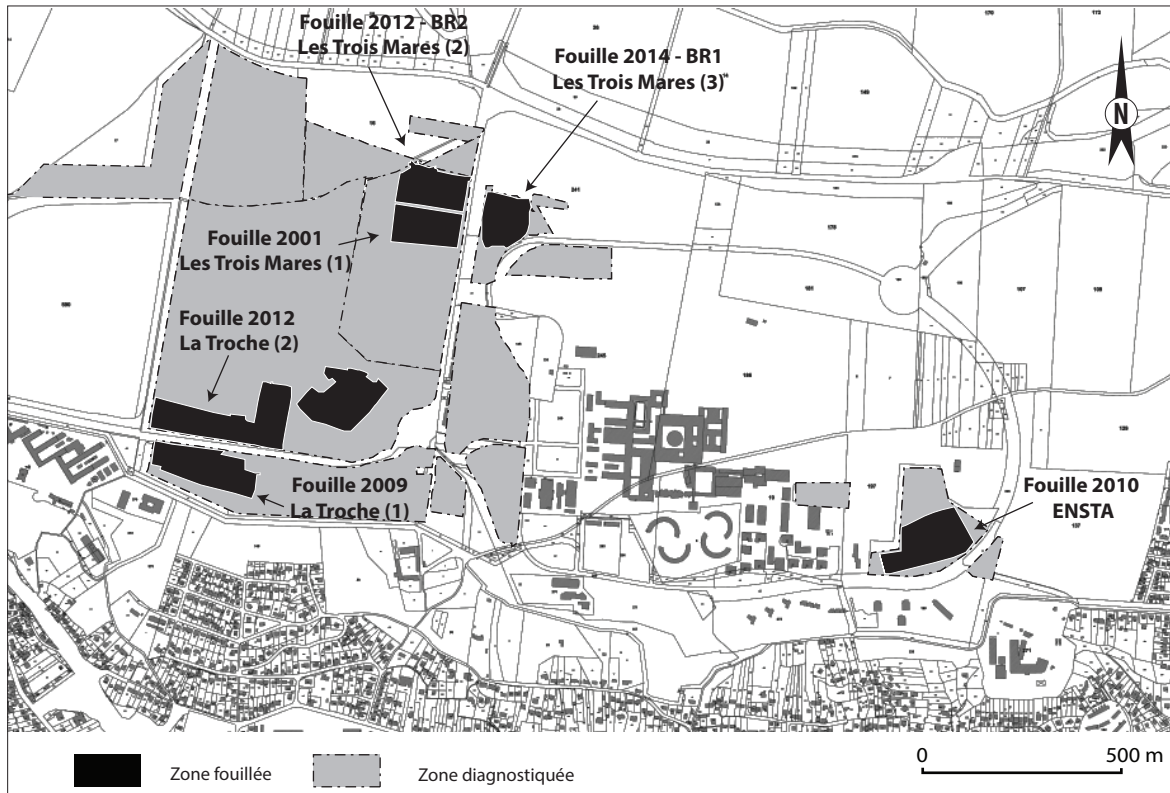 Fouille 2012 - BR2
Les Trois Mares (2)
Fouille 2014 - BR1
Les Trois Mares (3)
N
Fouille 2001
Les Trois Mares (1)
Fouille 2012
La Troche (2)
Fouille 2009
La Troche (1)
Fouille 2010
ENSTA
Zone fouillée
Zone diagnostiquée
0 500 m